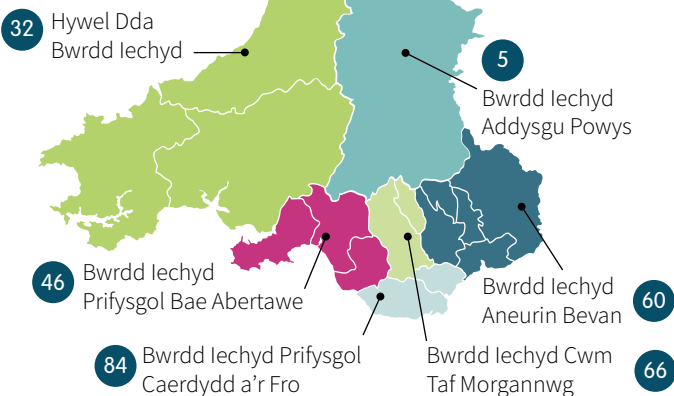 32
Hywel Dda
Bwrdd Iechyd
5
Bwrdd Iechyd
Addysgu Powys
46
Bwrdd Iechyd
Prifysgol Bae Abertawe
Bwrdd Iechyd
Aneurin Bevan
60
84
Bwrdd Iechyd Prifysgol
Caerdydd a’r Fro
Bwrdd Iechyd Cwm
Taf Morgannwg
66